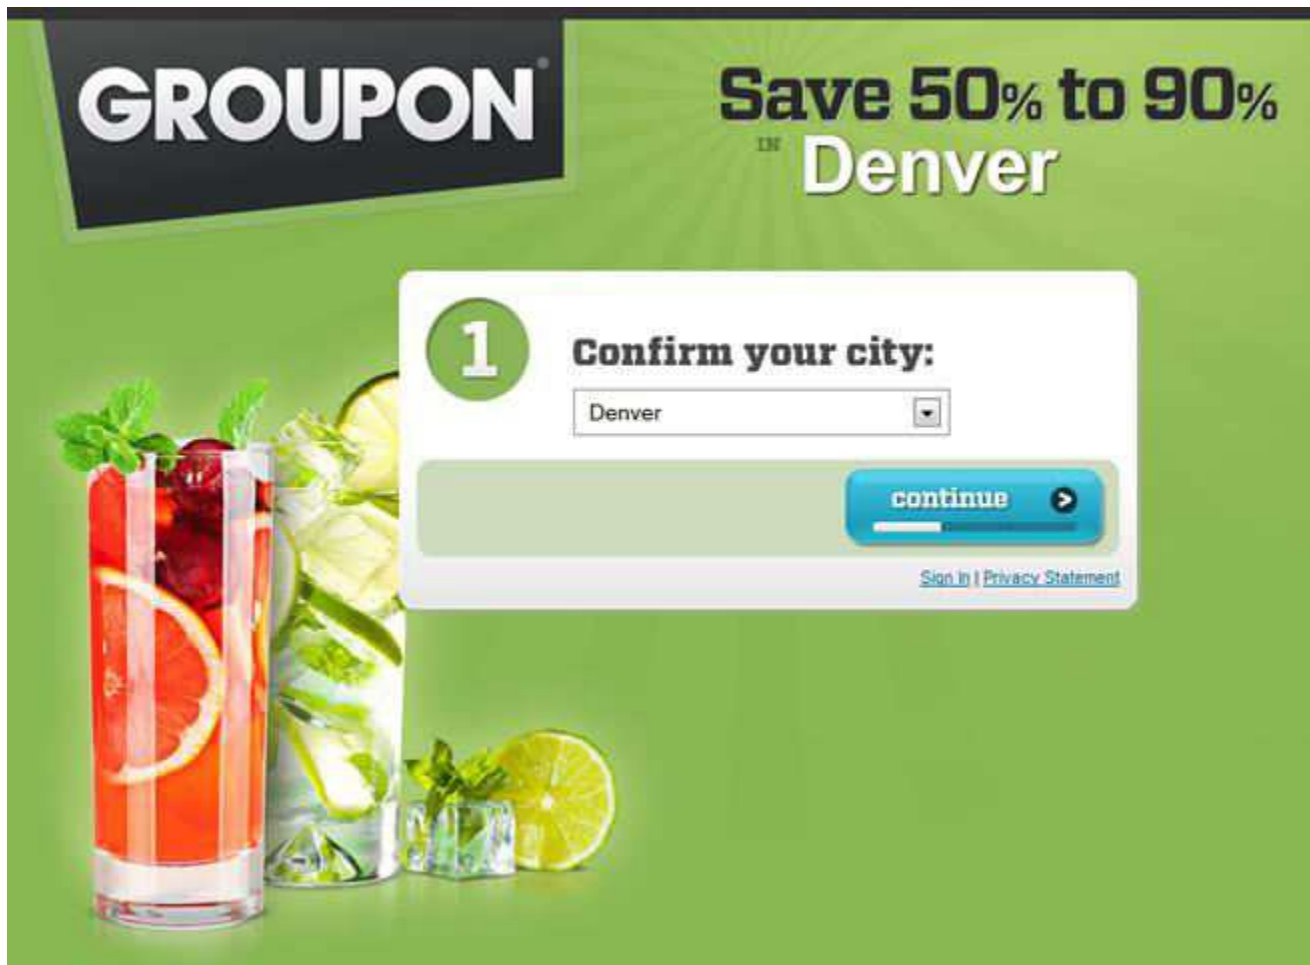 GROUPON®
Save 50% to 90%
IN Denver
1
Confirm your city:
Denver
continue
Sign In | Privacy Statement